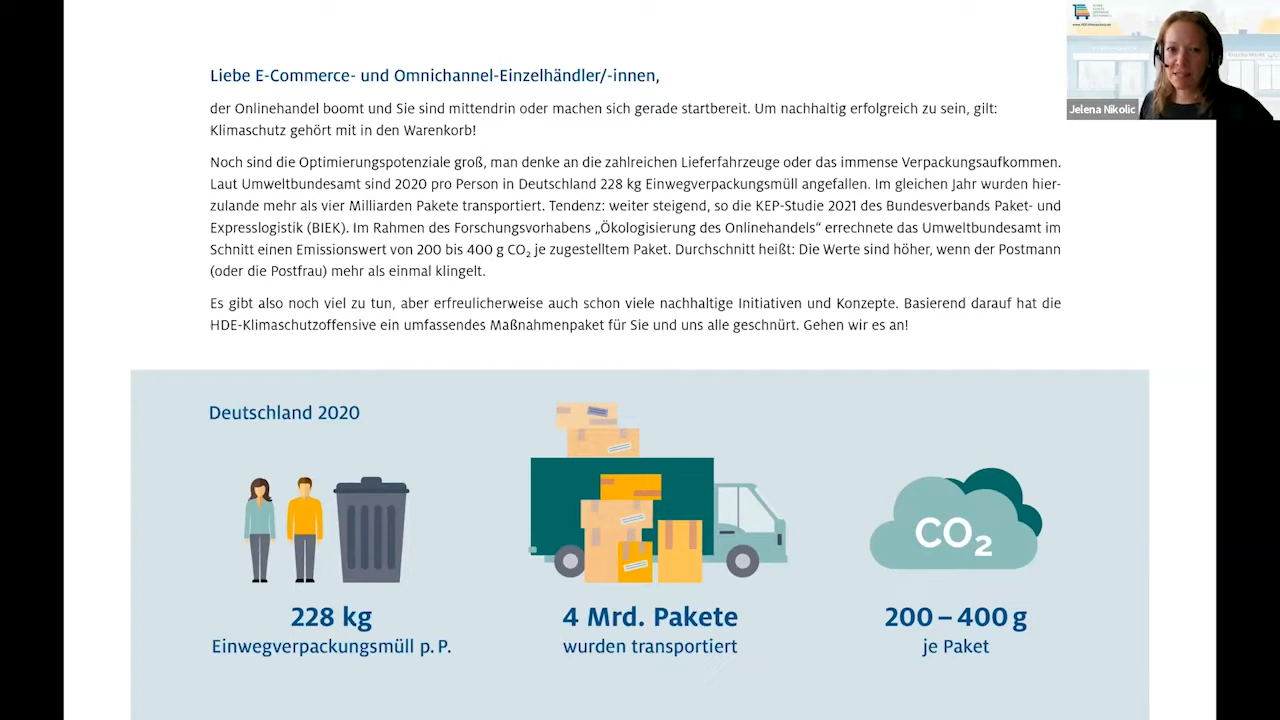 Liebe E-Commerce- und Omnichannel-Einzelhändler/-innen,
der Onlinehandel boomt und Sie sind mittendrin oder machen sich gerade startbereit. Um nachhaltig erfolgreich zu sein, gilt:
Klimaschutz gehört mit in den Warenkorb!
Noch sind die Optimierungspotenziale groß, man denke an die zahlreichen Lieferfahrzeuge oder das immense Verpackungsaufkommen.
Laut Umweltbundesamt sind 2020 pro Person in Deutschland 228 kg Einwegverpackungsmüll angefallen. Im gleichen Jahr wurden hier-
zulande mehr als vier Milliarden Pakete transportiert. Tendenz: weiter steigend, so die KEP-Studie 2021 des Bundesverbands Paket- und
Expresslogistik (BIEK). Im Rahmen des Forschungsvorhabens „Ökologisierung des Onlinehandels“ errechnete das Umweltbundesamt im
Schnitt einen Emissionswert von 200 bis 400 g CO₂ je zugestelltem Paket. Durchschnitt heißt: Die Werte sind höher, wenn der Postmann
(oder die Postfrau) mehr als einmal klingelt.
Es gibt also noch viel zu tun, aber erfreulicherweise auch schon viele nachhaltige Initiativen und Konzepte. Basierend darauf hat die
HDE-Klimaschutzoffensive ein umfassendes Maßnahmenpaket für Sie und uns alle geschnürt. Gehen wir es an!
Jelena Nikolic
Deutschland 2020
CO₂
228 kg
Einwegverpackungsmüll p. P.
4 Mrd. Pakete
wurden transportiert
200 – 400 g
je Paket